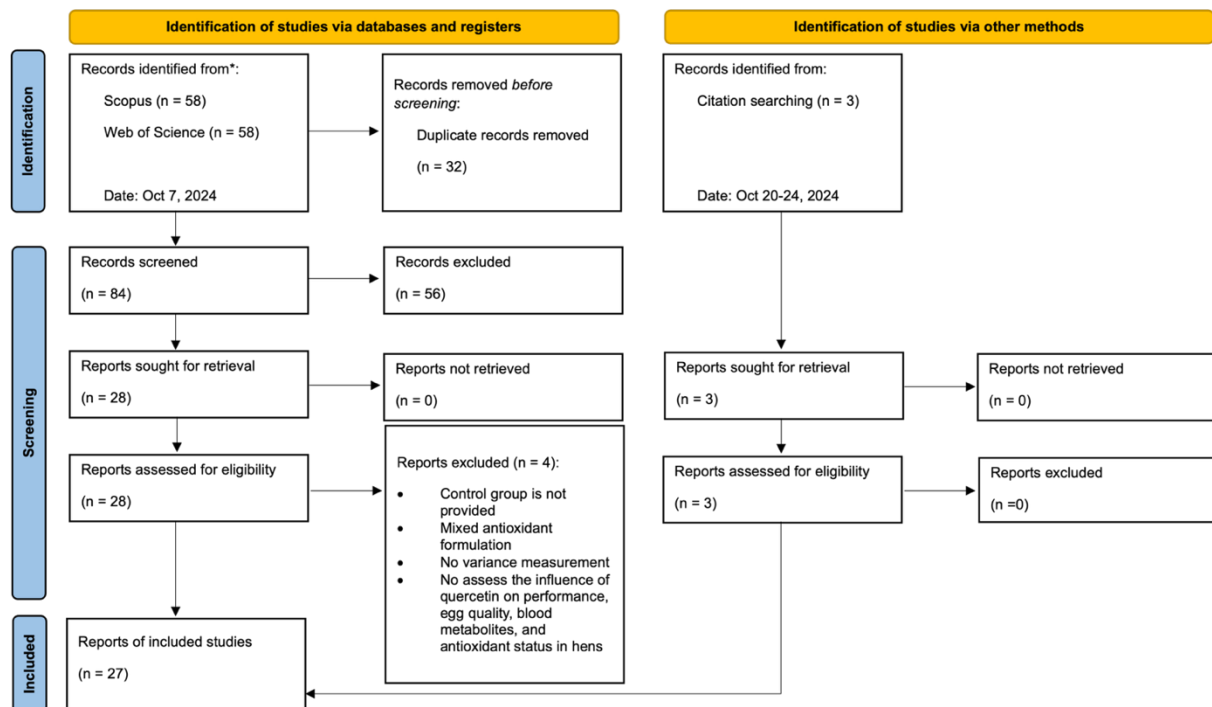 Identification of studies via databases and registers
Identification of studies via other methods
Identification
Records identified from*:
Scopus (n = 58)
Web of Science (n = 58)
Date: Oct 7, 2024
Records removed before
screening:
Duplicate records removed
(n = 32)
Records identified from:
Citation searching (n = 3)
Date: Oct 20-24, 2024
Screening
Records screened
(n = 84)
Records excluded
(n = 56)
Reports sought for retrieval
(n = 28)
Reports not retrieved
(n = 0)
Reports sought for retrieval
(n = 3)
Reports not retrieved
(n = 0)
Reports assessed for eligibility
(n = 28)
Reports excluded (n = 4):
• Control group is not
provided
• Mixed antioxidant
formulation
• No variance measurement
• No assess the influence of
quercetin on performance,
egg quality, blood
metabolites, and
antioxidant status in hens
Reports assessed for eligibility
(n = 3)
Reports excluded
(n =0)
Included
Reports of included studies
(n = 27)